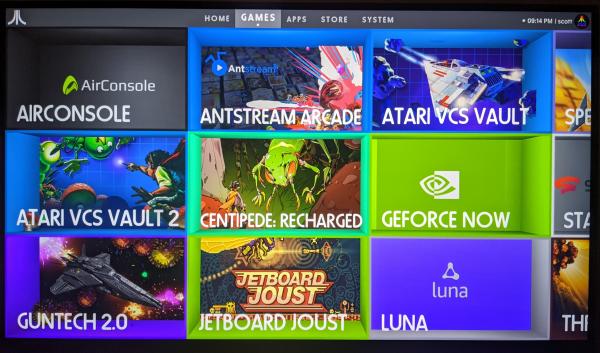 HOME GAMES APPS STORE SYSTEM
09:14 PM | scott
AirConsole
AIRCONSOLE
Antstream
ANTSTREAM ARCADE
ATARI VCS VAULT
SPE
ATARI VCS VAULT 2
CENTIPEDE: RECHARGED
GEFORCE NOW
STA
GUNTECH 2.0
JETBOARD
JOUST
JETBOARD JOUST
luna
LUNA
THI